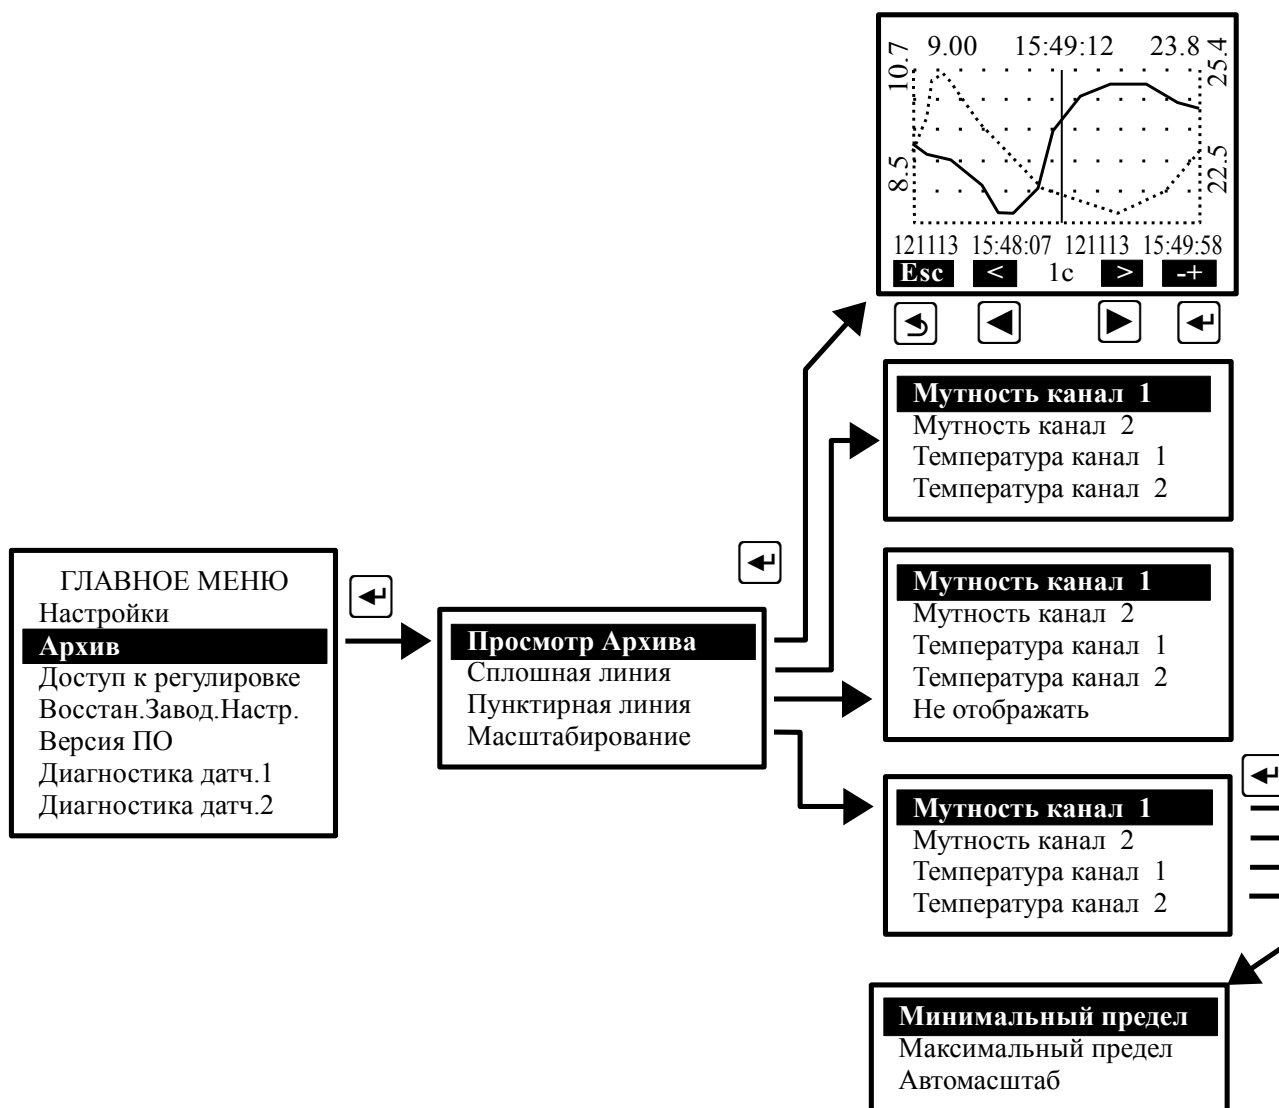 10.7 9.00 15:49:12 23.8 25.4
8.5 22.5
121113 15:48:07 121113 15:49:58
Esc < 1с > -+
Мутность канал 1
Мутность канал 2
Температура канал 1
Температура канал 2
ГЛАВНОЕ МЕНЮ
Настройки
Архив
Доступ к регулировке
Восстан.Завод.Настр.
Версия ПО
Диагностика датч.1
Диагностика датч.2
Просмотр Архива
Сплошная линия
Пунктирная линия
Масштабирование
Мутность канал 1
Мутность канал 2
Температура канал 1
Температура канал 2
Не отображать
Мутность канал 1
Мутность канал 2
Температура канал 1
Температура канал 2
Минимальный предел
Максимальный предел
Автомасштаб